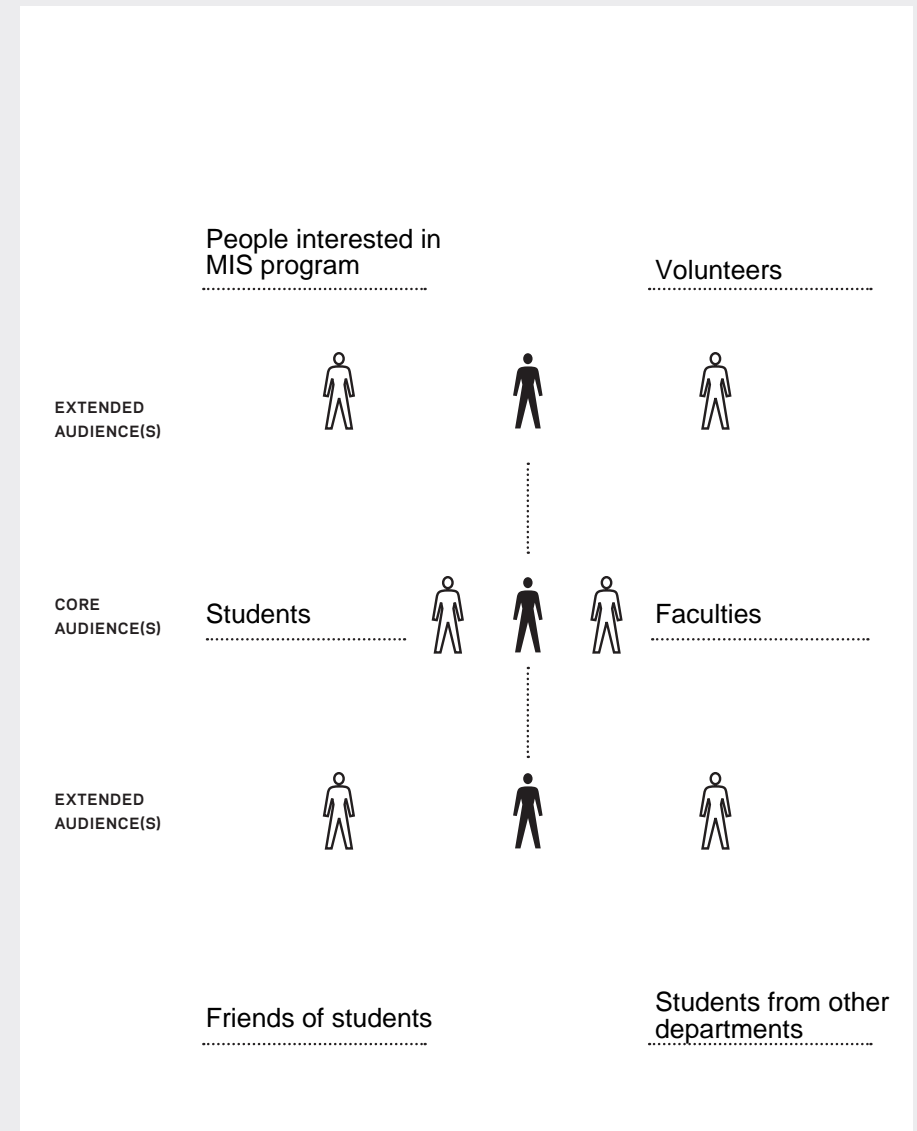 People interested in
MIS program
Volunteers
EXTENDED
AUDIENCE(S)
CORE
AUDIENCE(S)
Students
Faculties
EXTENDED
AUDIENCE(S)
Friends of students
Students from other
departments